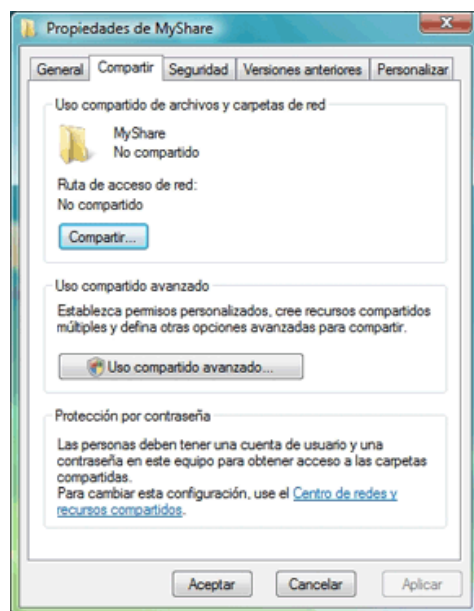 Propiedades de MyShare
General
Compartir
Seguridad
Versiones anteriores
Personalizar
Uso compartido de archivos y carpetas de red
MyShare
No compartido
Ruta de acceso de red:
No compartido
Compartir...
Uso compartido avanzado
Establezca permisos personalizados, cree recursos compartidos
múltiples y defina otras opciones avanzadas para compartir.
Uso compartido avanzado...
Protección por contraseña
Las personas deben tener una cuenta de usuario y una
contraseña en este equipo para obtener acceso a las carpetas
compartidas.
Para cambiar esta configuración, use el Centro de redes y
recursos compartidos.
Aceptar
Cancelar
Aplicar